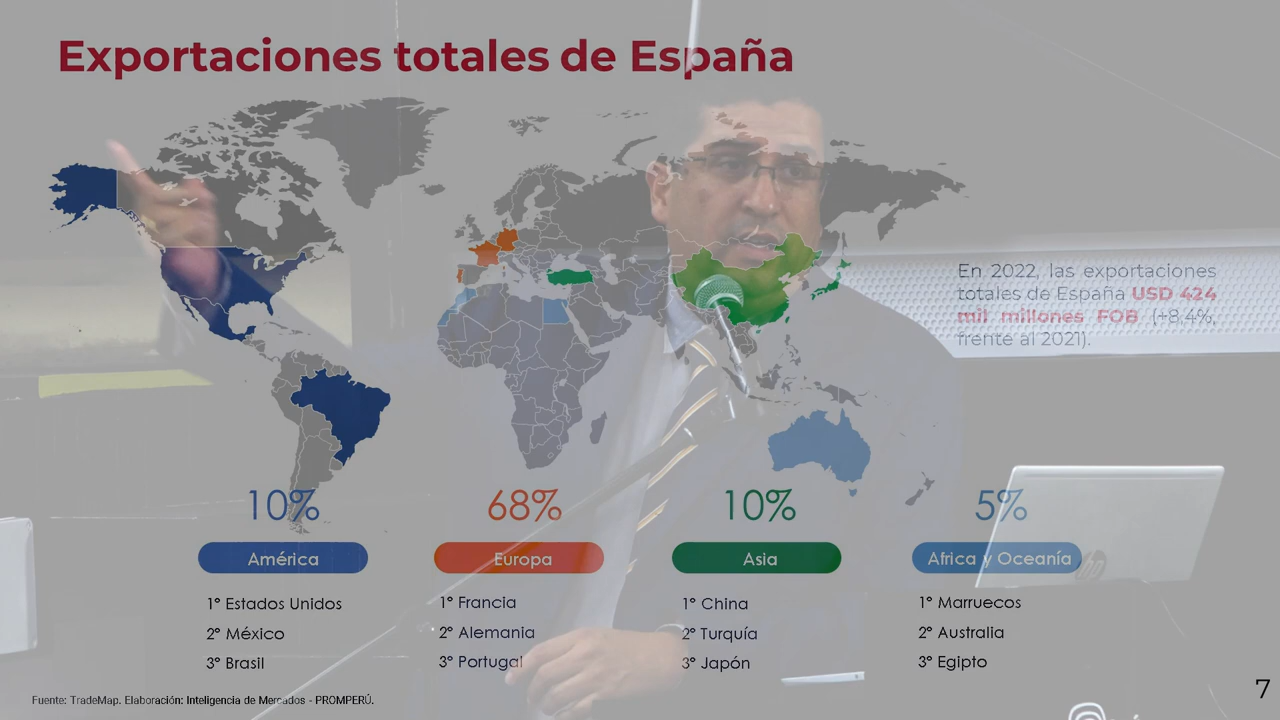 Exportaciones totales de España
En 2022, las exportaciones
totales de España USD 424
mil millones FOB (+8,4%,
frente al 2021).
10%
68%
10%
5%
América
Europa
Asia
Africa y Oceanía
1° Estados Unidos
2° México
3° Brasil
1° Francia
2° Alemania
3° Portugal
1° China
2° Turquía
3° Japón
1° Marruecos
2° Australia
3° Egipto
Fuente: TradeMap. Elaboración: Inteligencia de Mercados - PROMPERÚ.
7
hp